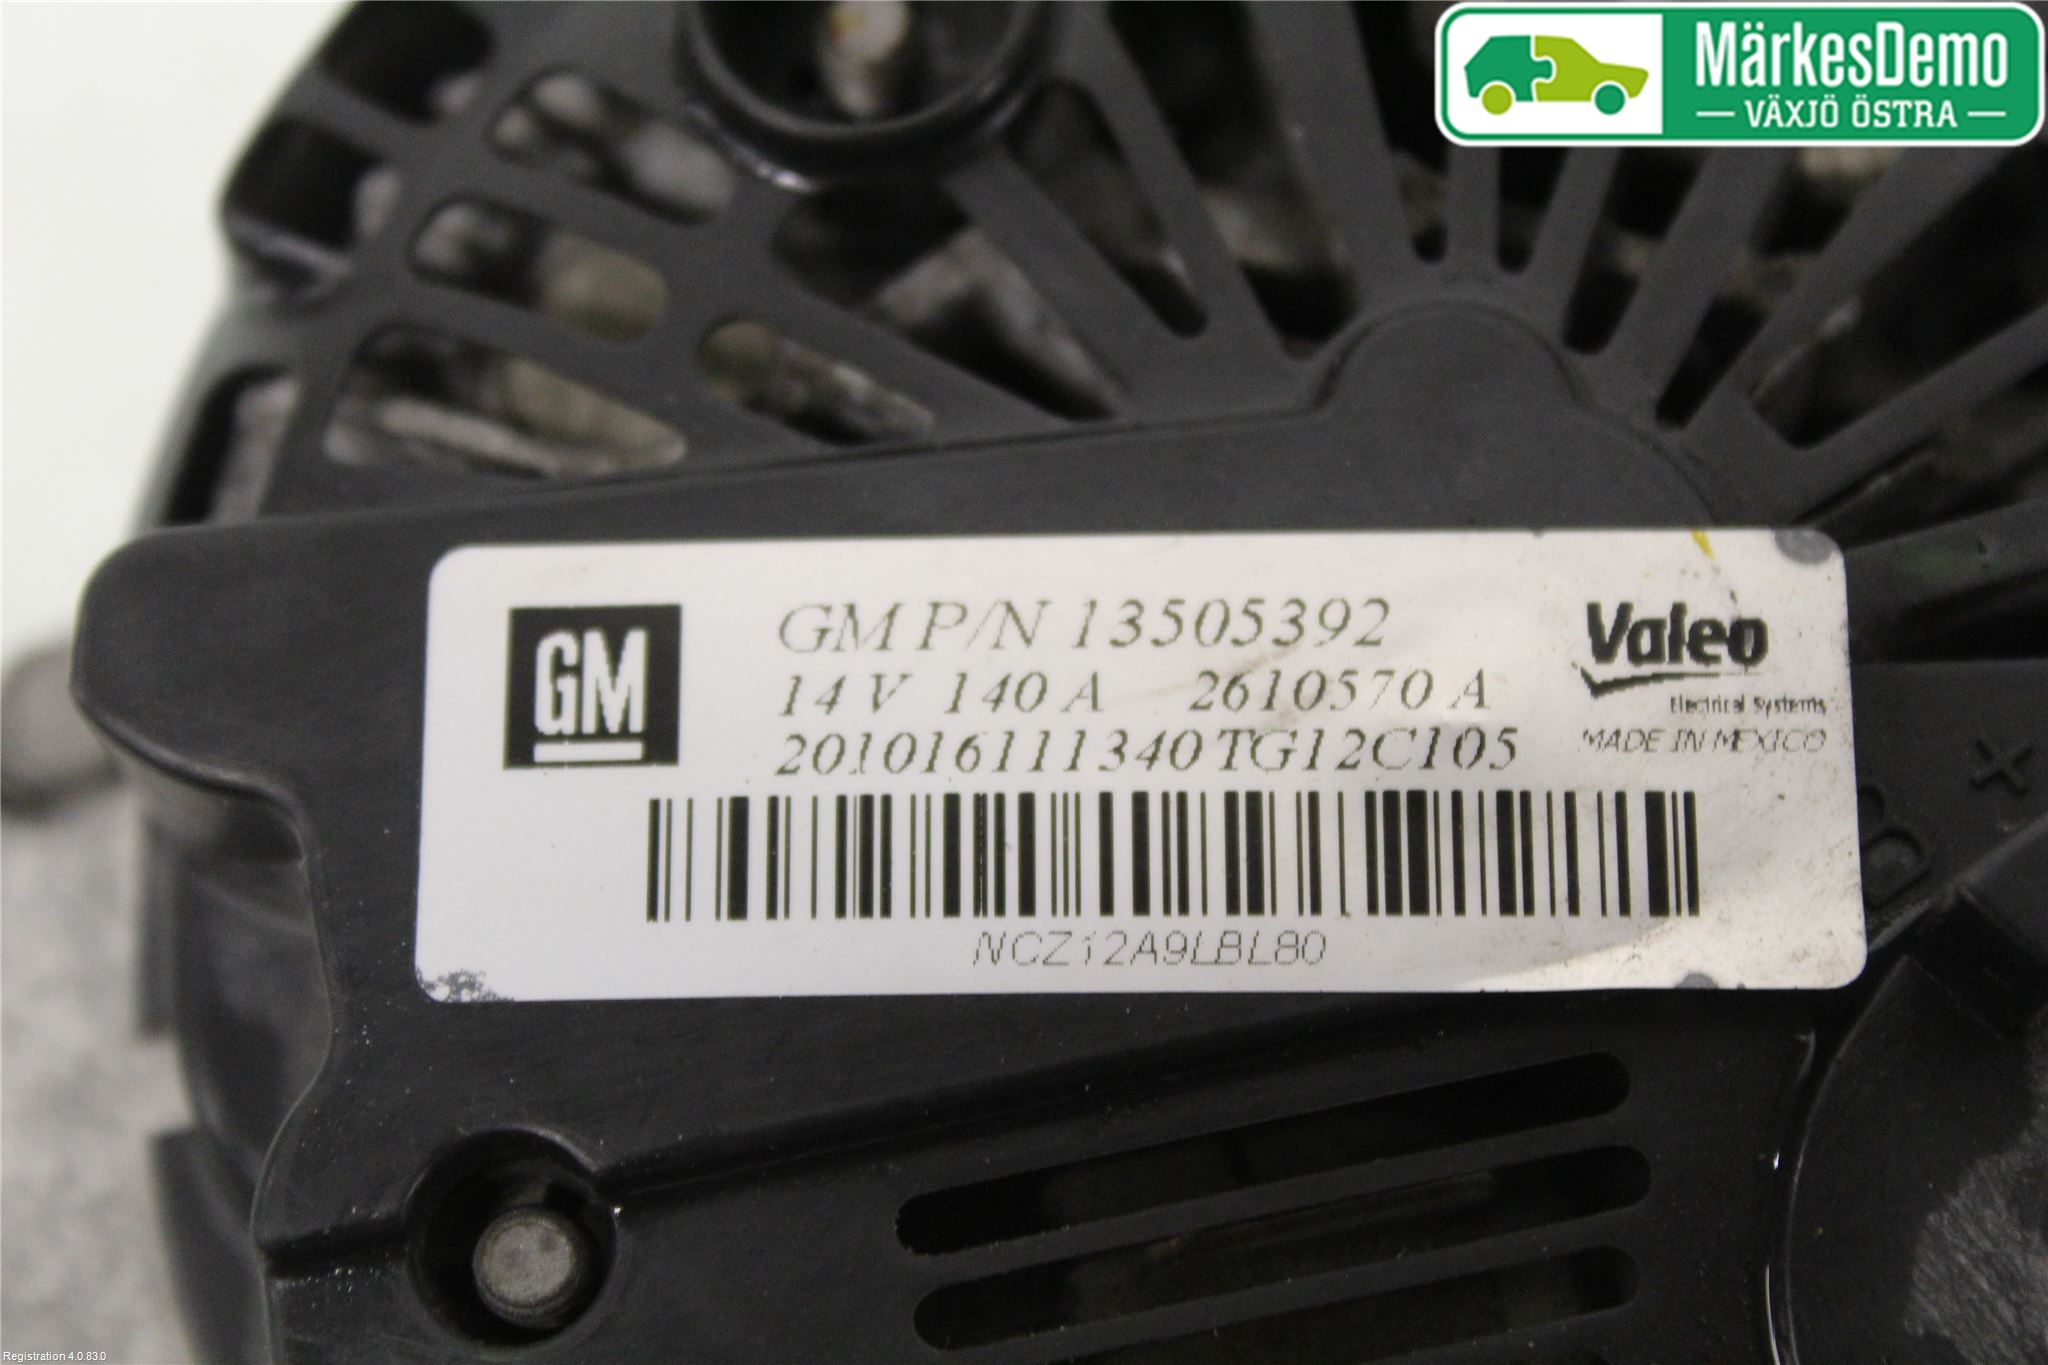 MärkesDemo
VÄXJÖ ÖSTRA
GM
GM P/N 13505392
14 V 140 A 2610570 A
201016111340TG12C105
Valeo
Electrical Systems
MADE IN MEXICO
NCZ12A9LBL80
Registration 4.0.83.0